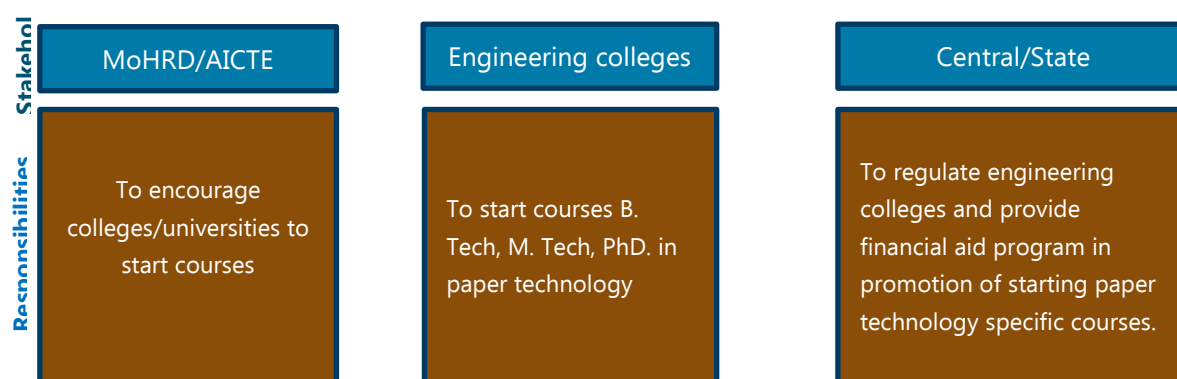 Stakehol
MoHRD/AICTE
Engineering colleges
Central/State
Responsibilities
To encourage
colleges/universities to
start courses
To start courses B.
Tech, M. Tech, PhD. in
paper technology
To regulate engineering
colleges and provide
financial aid program in
promotion of starting paper
technology specific courses.